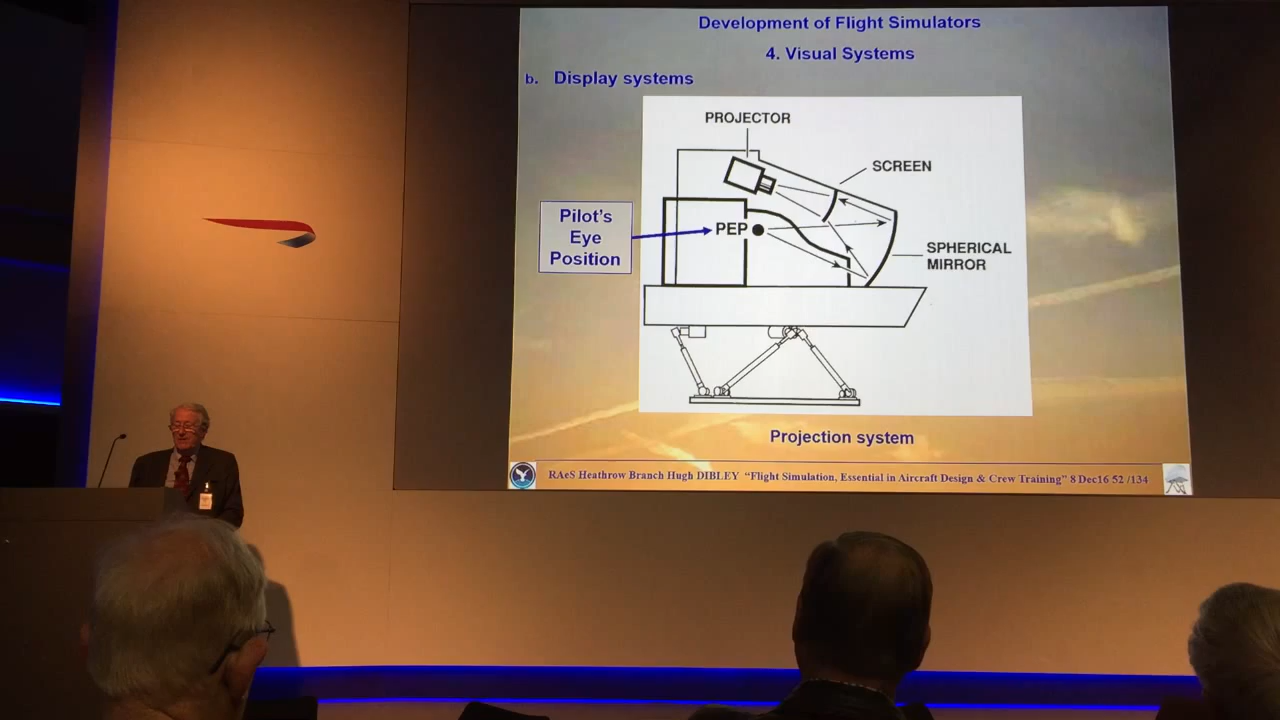 Development of Flight Simulators
4. Visual Systems
b. Display systems
PROJECTOR
SCREEN
Pilot's
Eye
Position
PEP
SPHERICAL
MIRROR
Projection system
RAeS Heathrow Branch Hugh DIBLEY “Flight Simulation, Essential in Aircraft Design & Crew Training” 8 Dec16 52 /134